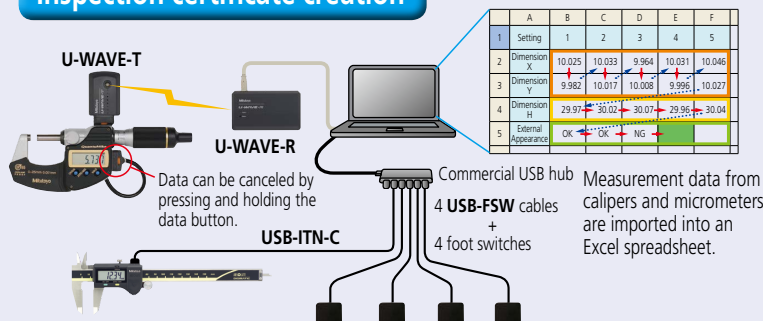 Inspection certificate creation
U-WAVE-T
U-WAVE-R
Mitutoyo
U-WAVE-R
Mitutoyo
Data can be canceled by
pressing and holding the
data button.
USB-ITN-C
Commercial USB hub
4 USB-FSW cables
+
4 foot switches
A B C D E F
1 Setting 1 2 3 4 5
2 Dimension X 10.025 10.033 9.964 10.031 10.046
3 Dimension Y 9.982 10.017 10.008 9.996 10.027
4 Dimension H 29.97 30.02 30.07 29.96 30.04
5 External Appearance OK OK NG
Measurement data from
calipers and micrometers
are imported into an
Excel spreadsheet.